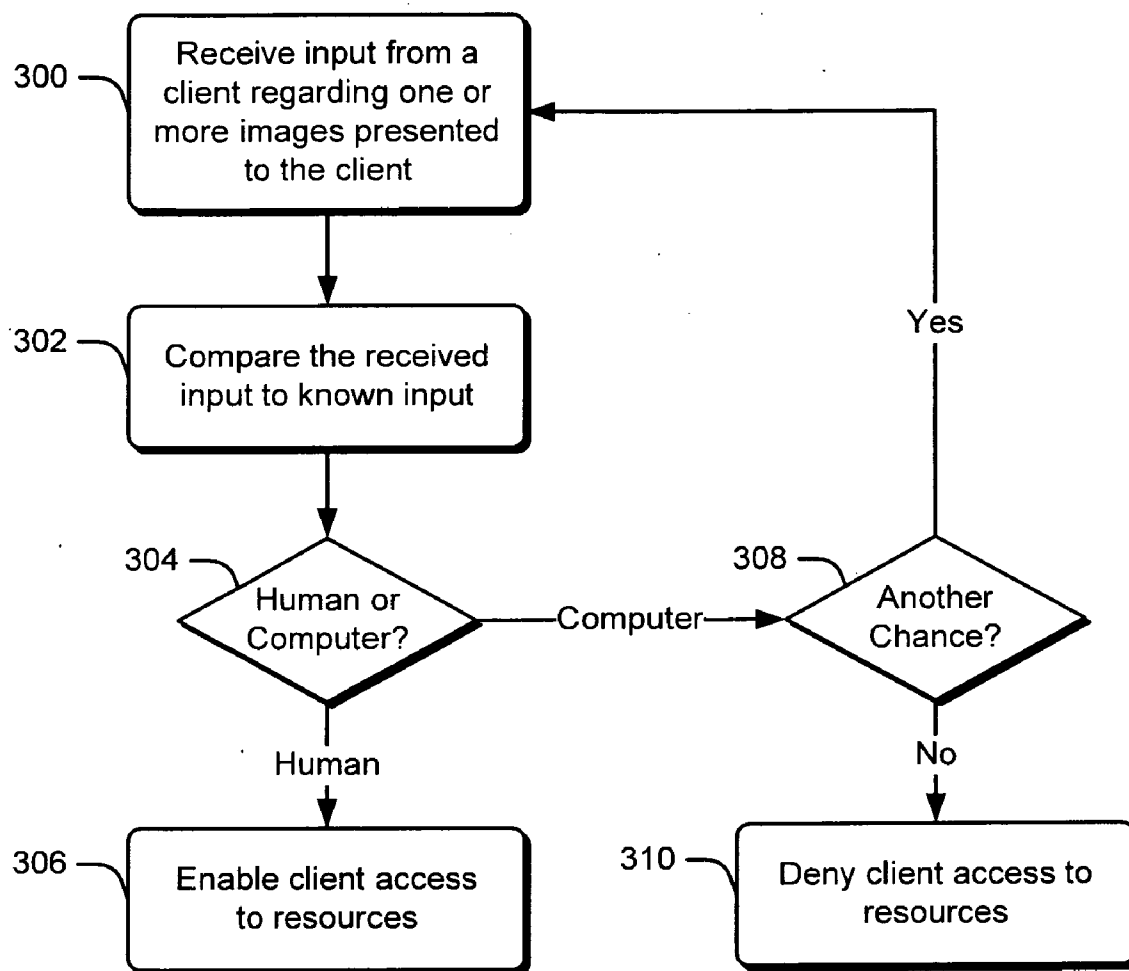 300
Receive input from a
client regarding one or
more images presented
to the client
302
Compare the received
input to known input
Yes
304
Human or
Computer?
Computer
308
Another
Chance?
Human
No
306
Enable client access
to resources
310
Deny client access to
resources